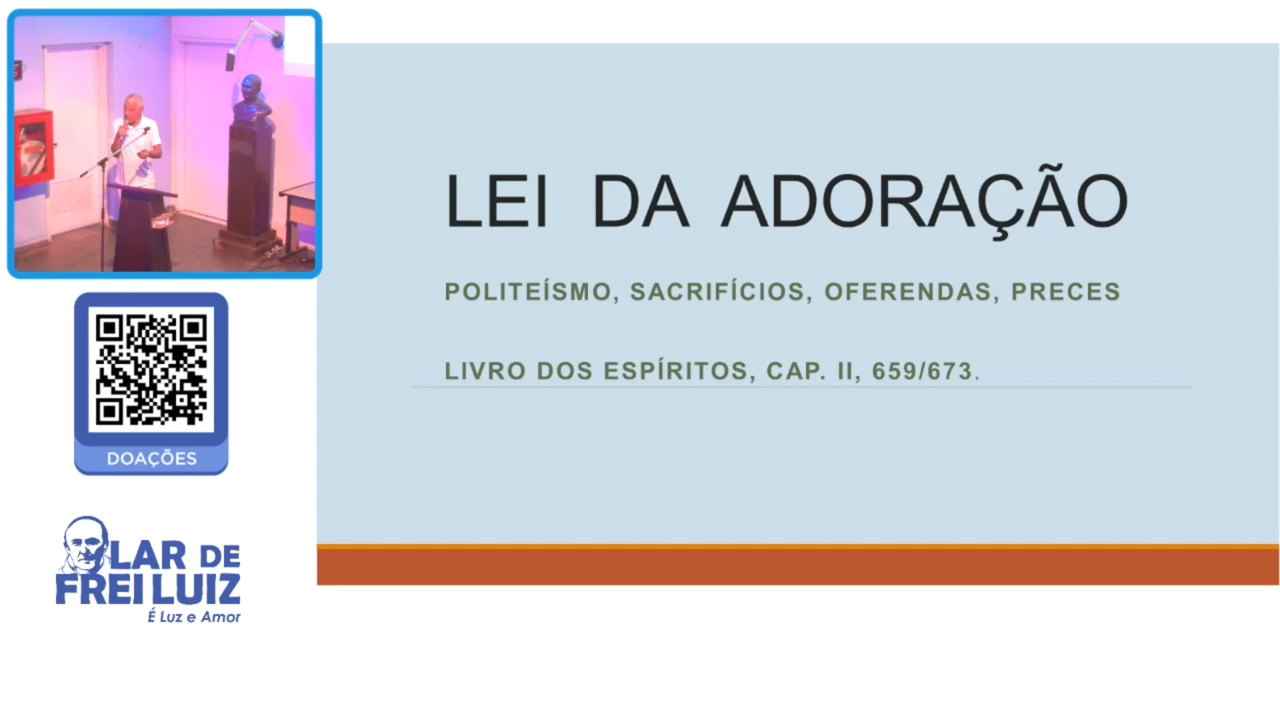 LEI DA ADORAÇÃO
POLITEÍSMO, SACRIFÍCIOS, OFERENDAS, PRECES
LIVRO DOS ESPÍRITOS, CAP. II, 659/673.
DOAÇÕES
LAR DE
FREI LUIZ
É Luz e Amor